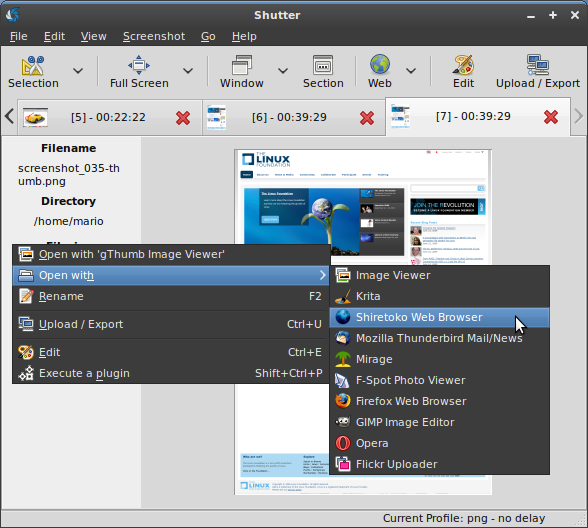 Shutter
File Edit View Screenshot Go Help
Selection Full Screen Window Section Web Edit Upload / Export
[5] - 00:22:22 [6] - 00:39:29 [7] - 00:39:29
Filename
screenshot_035-th
umb.png
Directory
/home/mario
THE
LINUX
FOUNDATION
JOIN THE REVOLUTION
Open with 'gThumb Image Viewer'
Open with
Rename F2
Upload / Export Ctrl+U
Edit Ctrl+E
Execute a plugin Shift+Ctrl+P
Image Viewer
Krita
Shiretoko Web Browser
Mozilla Thunderbird Mail/News
Mirage
F-Spot Photo Viewer
Firefox Web Browser
GIMP Image Editor
Opera
Flickr Uploader
LINUX
Current Profile: png - no delay